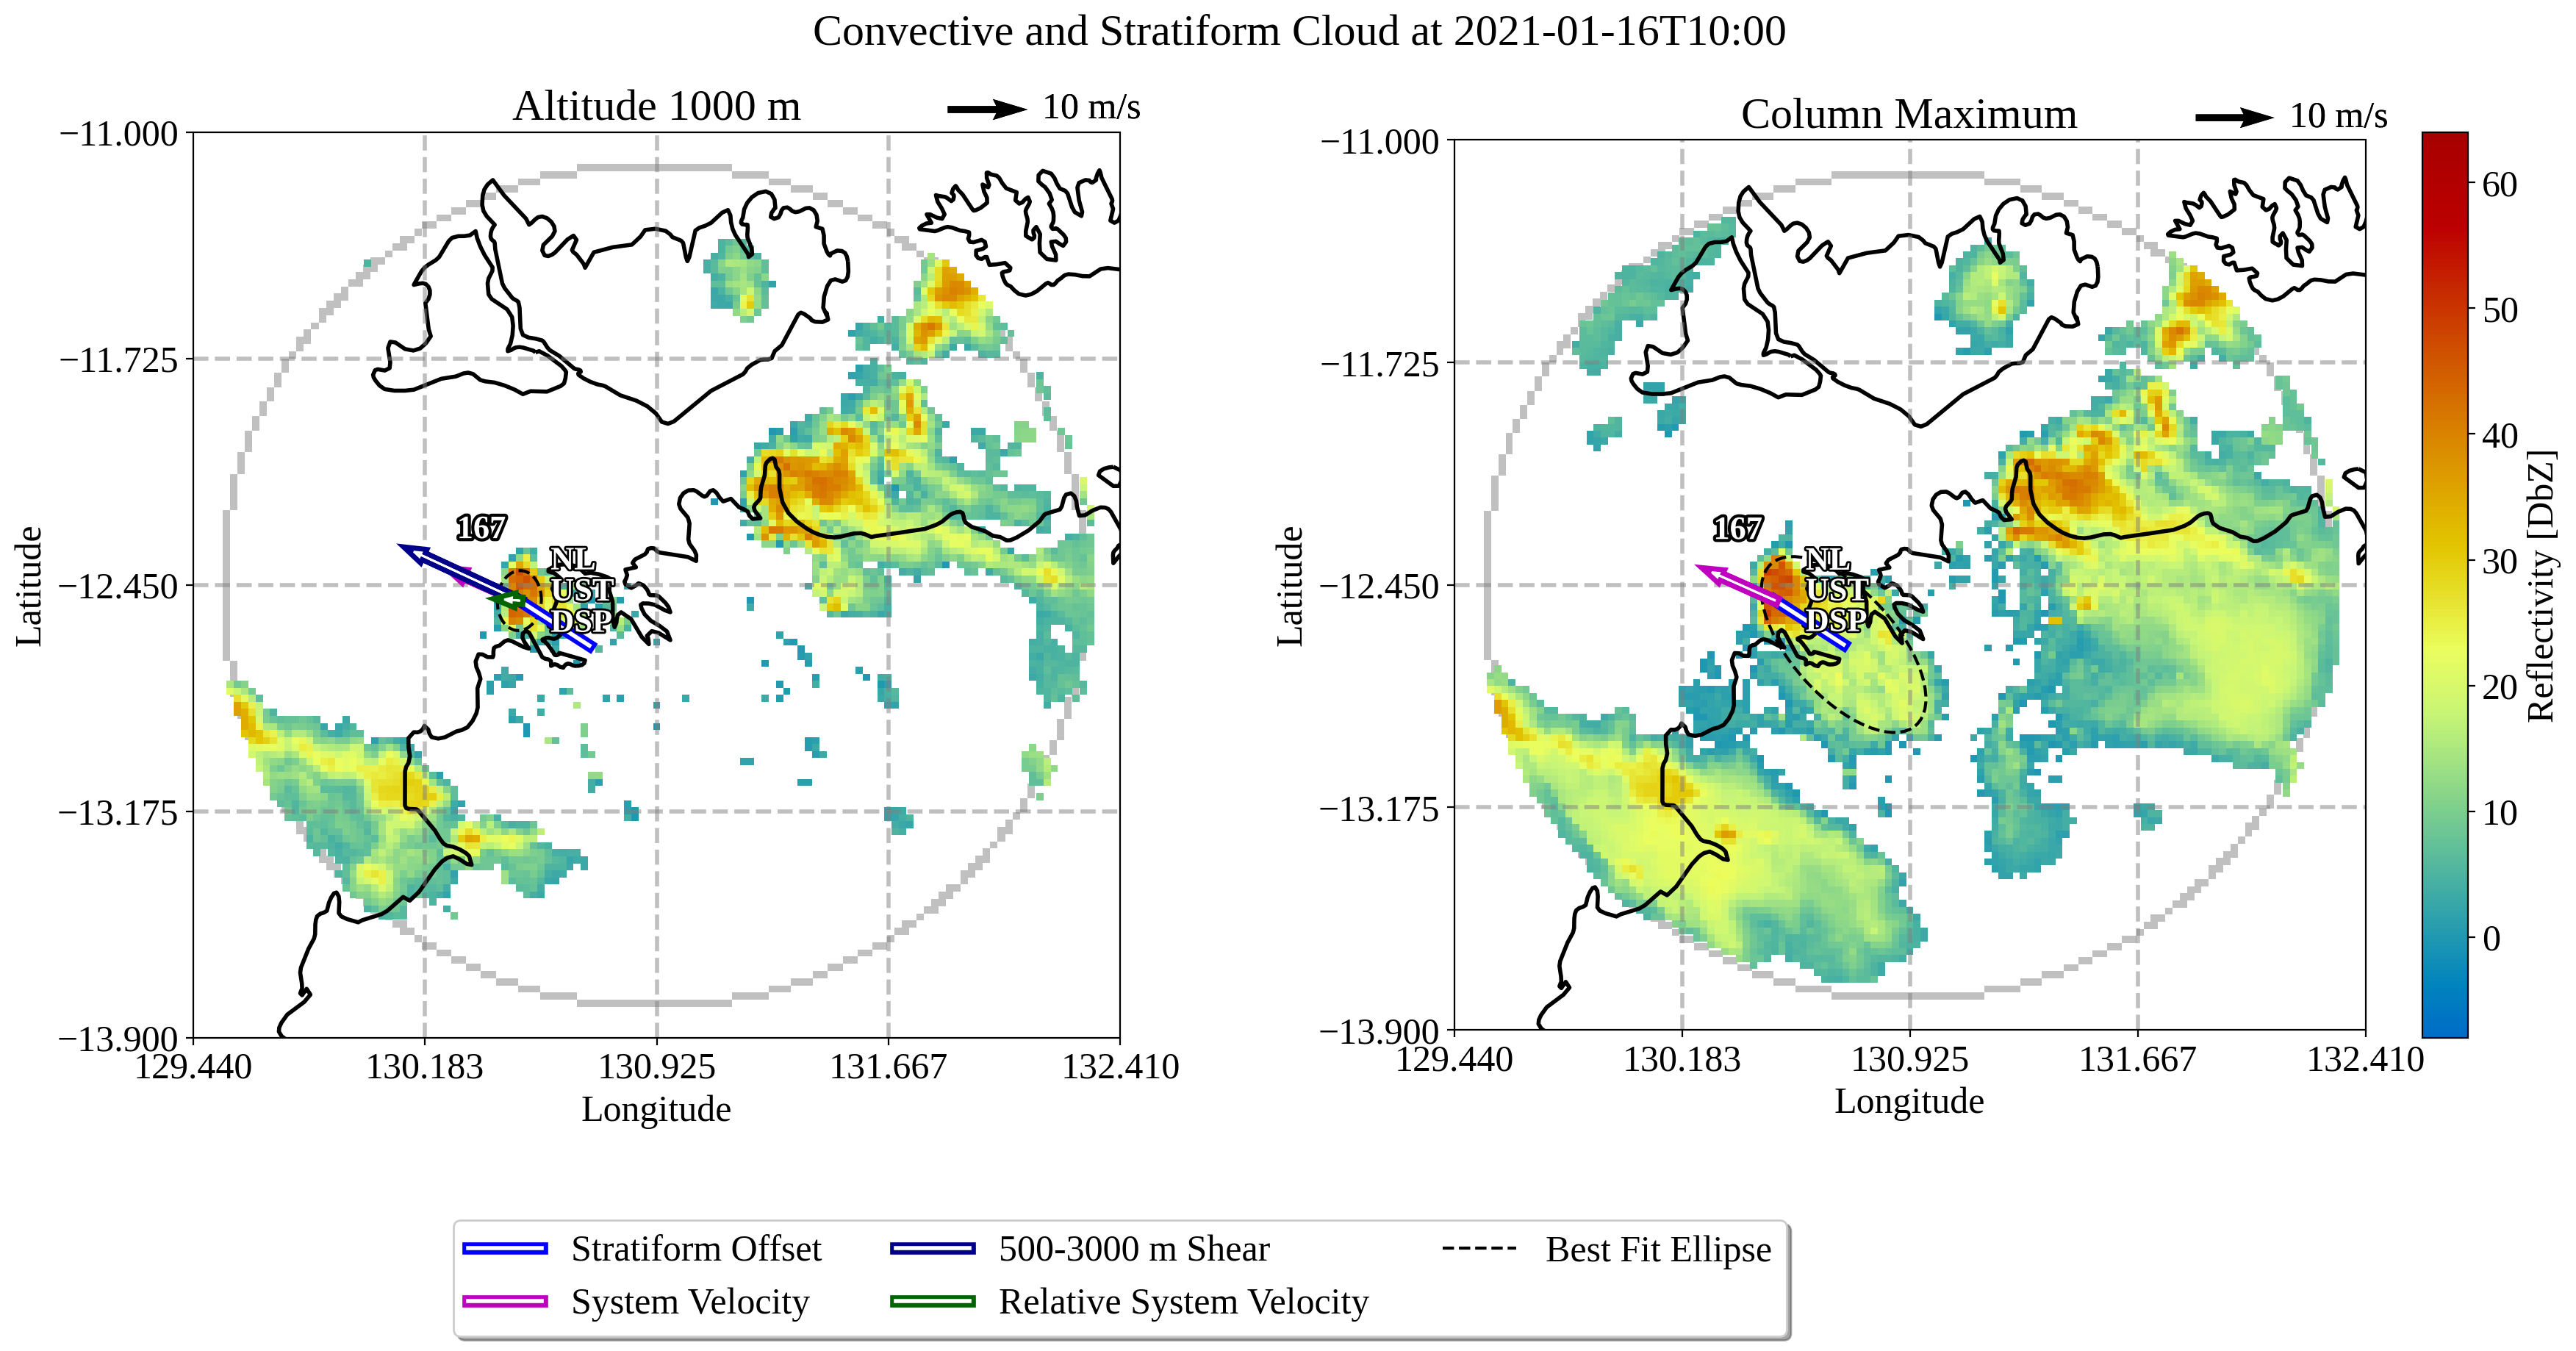 Convective and Stratiform Cloud at 2021-01-16T10:00
Altitude 1000 m
10 m/s
−11.000
−11.725
−12.450
−13.175
−13.900
Latitude
167
NL
UST
DSP
129.440
130.183
130.925
131.667
132.410
Longitude
Column Maximum
10 m/s
−11.000
−11.725
−12.450
−13.175
−13.900
Latitude
167
NL
UST
DSP
129.440
130.183
130.925
131.667
132.410
Longitude
60
50
40
30
20
10
0
Reflectivity [DbZ]
Stratiform Offset
System Velocity
500-3000 m Shear
Relative System Velocity
Best Fit Ellipse